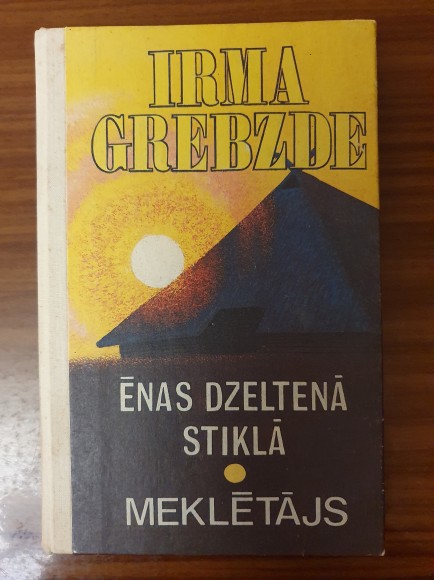 IRMA
GREBZDE
ĒNAS DZELTENĀ
STIKLĀ
MEKLĒTĀJS